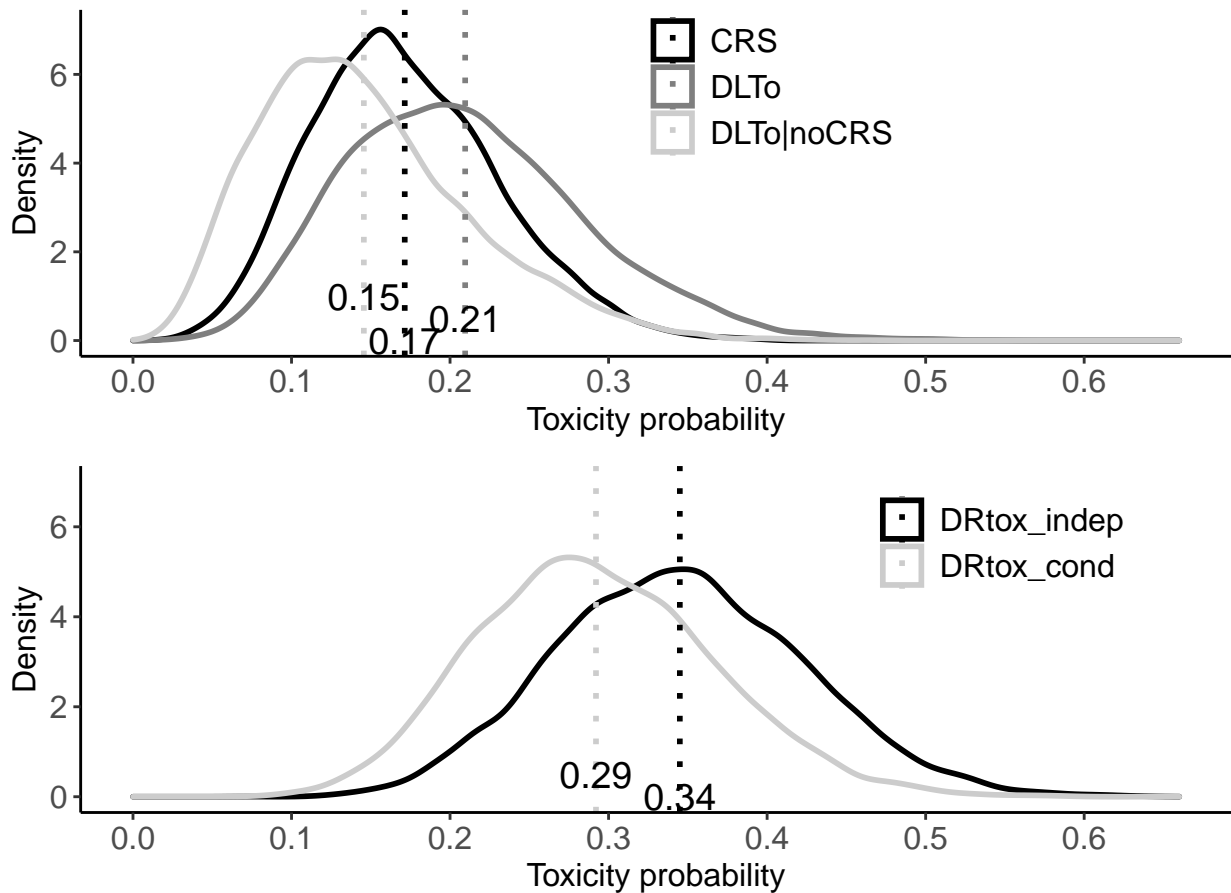 CRS
DLTo
DLTo|noCRS
Density
6
4
2
0
0.15
0.17
0.21
0.0 0.1 0.2 0.3 0.4 0.5 0.6
Toxicity probability
DRtox_indep
DRtox_cond
Density
6
4
2
0
0.29
0.34
0.0 0.1 0.2 0.3 0.4 0.5 0.6
Toxicity probability